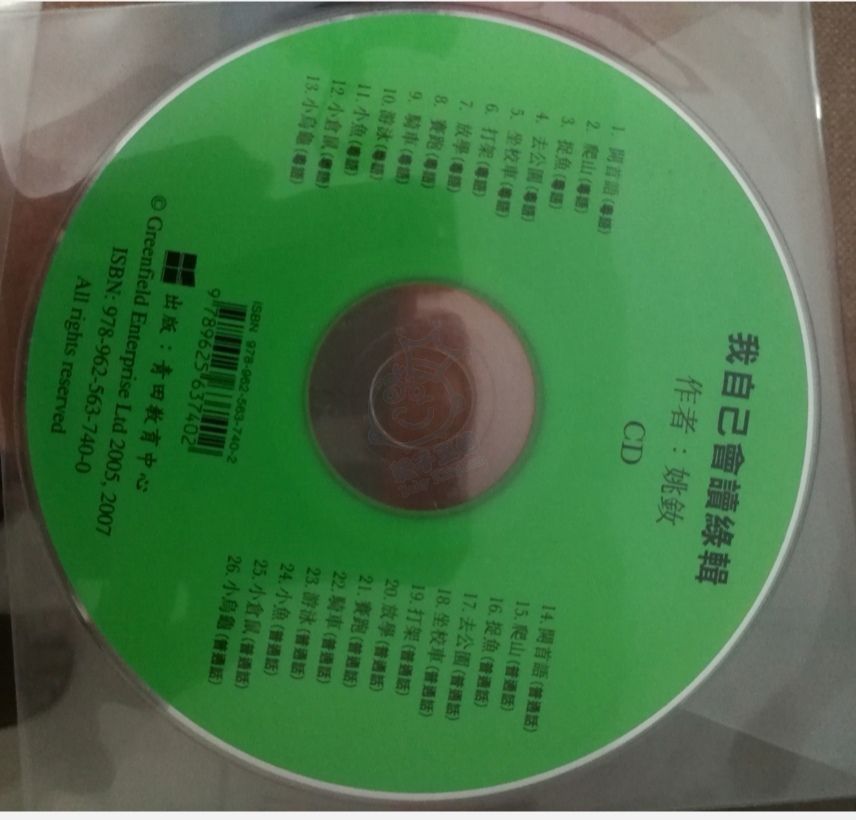 我自己會讀綠輯
作者：姚敏
CD
1. 開首語(粵語)
2. 爬山(粵語)
3. 捉魚(粵語)
4. 去公園(粵語)
5. 坐校車(粵語)
6. 打架(粵語)
7. 放學(粵語)
8. 賽跑(粵語)
9. 騎車(粵語)
10. 游泳(粵語)
11. 小魚(粵語)
12. 小倉鼠(粵語)
13. 小烏龜(粵語)
14. 開首語(普通話)
15. 爬山(普通話)
16. 捉魚(普通話)
17. 去公園(普通話)
18. 坐校車(普通話)
19. 打架(普通話)
20. 放學(普通話)
21. 賽跑(普通話)
22. 騎車(普通話)
23. 游泳(普通話)
24. 小魚(普通話)
25. 小倉鼠(普通話)
26. 小烏龜(普通話)
ISBN 978-962-563-740-2
9 789625 637402
出版：青田教育中心
© Greenfield Enterprise Ltd 2005, 2007
ISBN: 978-962-563-740-0
All rights reserved